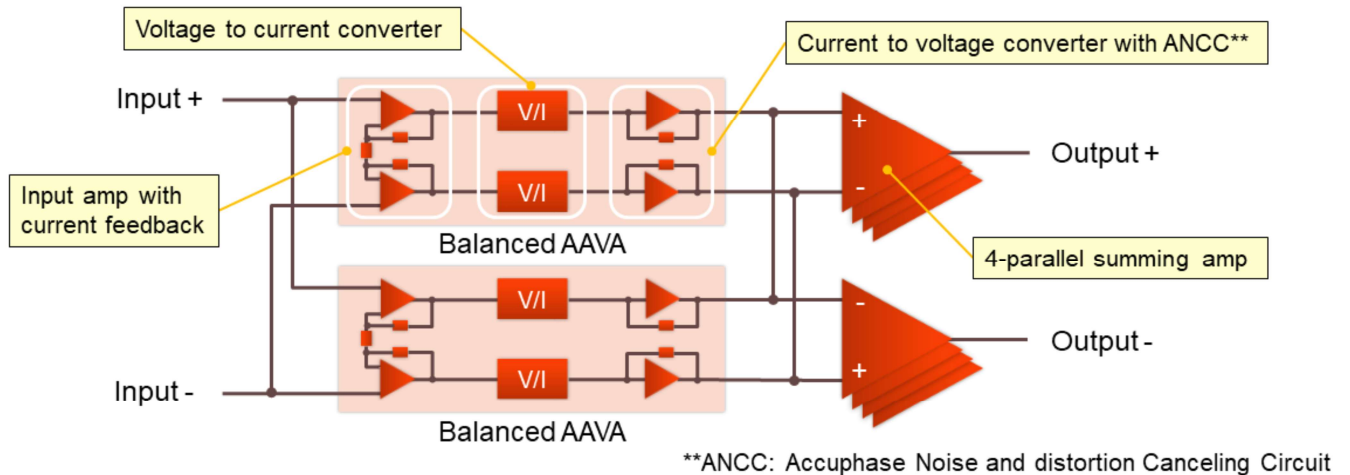 Voltage to current converter
Current to voltage converter with ANCC**
Input +
V/I
+
Output +
Input amp with
current feedback
V/I
-
Balanced AAVA
4-parallel summing amp
V/I
-
Output -
Input -
V/I
+
Balanced AAVA
**ANCC: Accuphase Noise and distortion Canceling Circuit